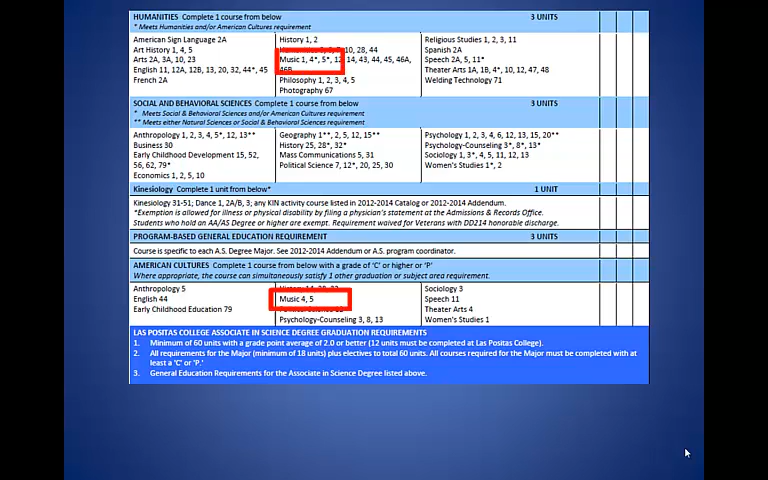 HUMANITIES Complete 1 course from below 3 UNITS
* Meets Humanities and/or American Cultures requirement
American Sign Language 2A
Art History 1, 4, 5
Arts 2A, 3A, 10, 23
English 11, 12A, 12B, 13, 20, 32, 44*, 45
French 2A
History 1, 2
10, 28, 44
Music 1, 4*, 5*, 12, 14, 43, 44, 45, 46A,
46B
Philosophy 1, 2, 3, 4, 5
Photography 67
Religious Studies 1, 2, 3, 11
Spanish 2A
Speech 2A, 5, 11*
Theater Arts 1A, 1B, 4*, 10, 12, 47, 48
Welding Technology 71
SOCIAL AND BEHAVIORAL SCIENCES Complete 1 course from below 3 UNITS
* Meets Social & Behavioral Sciences and/or American Cultures requirement
** Meets either Natural Sciences or Social & Behavioral Sciences requirement
Anthropology 1, 2, 3, 4, 5*, 12, 13**
Business 30
Early Childhood Development 15, 52,
56, 62, 79*
Economics 1, 2, 5, 10
Geography 1**, 2, 5, 12, 15**
History 25, 28*, 32*
Mass Communications 5, 31
Political Science 7, 12*, 20, 25, 30
Psychology 1, 2, 3, 4, 6, 12, 13, 15, 20**
Psychology-Counseling 3*, 8*, 13*
Sociology 1, 3*, 4, 5, 11, 12, 13
Women's Studies 1*, 2
Kinesiology Complete 1 unit from below* 1 UNIT
Kinesiology 31-51; Dance 1, 2A/B, 3; any KIN activity course listed in 2012-2014 Catalog or 2012-2014 Addendum.
*Exemption is allowed for illness or physical disability by filing a physician's statement at the Admissions & Records Office.
Students who hold an AA/AS Degree or higher are exempt. Requirement waived for Veterans with DD214 honorable discharge.
PROGRAM-BASED GENERAL EDUCATION REQUIREMENT 3 UNITS
Course is specific to each A.S. Degree Major. See 2012-2014 Addendum or A.S. program coordinator.
AMERICAN CULTURES Complete 1 course from below with a grade of 'C' or higher or 'P'
Where appropriate, the course can simultaneously satisfy 1 other graduation or subject area requirement.
Anthropology 5
English 44
Early Childhood Education 79
Music 4, 5
Psychology-Counseling 3, 8, 13
Sociology 3
Speech 11
Theater Arts 4
Women's Studies 1
LAS POSITAS COLLEGE ASSOCIATE IN SCIENCE DEGREE GRADUATION REQUIREMENTS
1. Minimum of 60 units with a grade point average of 2.0 or better (12 units must be completed at Las Positas College).
2. All requirements for the Major (minimum of 18 units) plus electives to total 60 units. All courses required for the Major must be completed with at
least a 'C' or 'P.'
3. General Education Requirements for the Associate in Science Degree listed above.